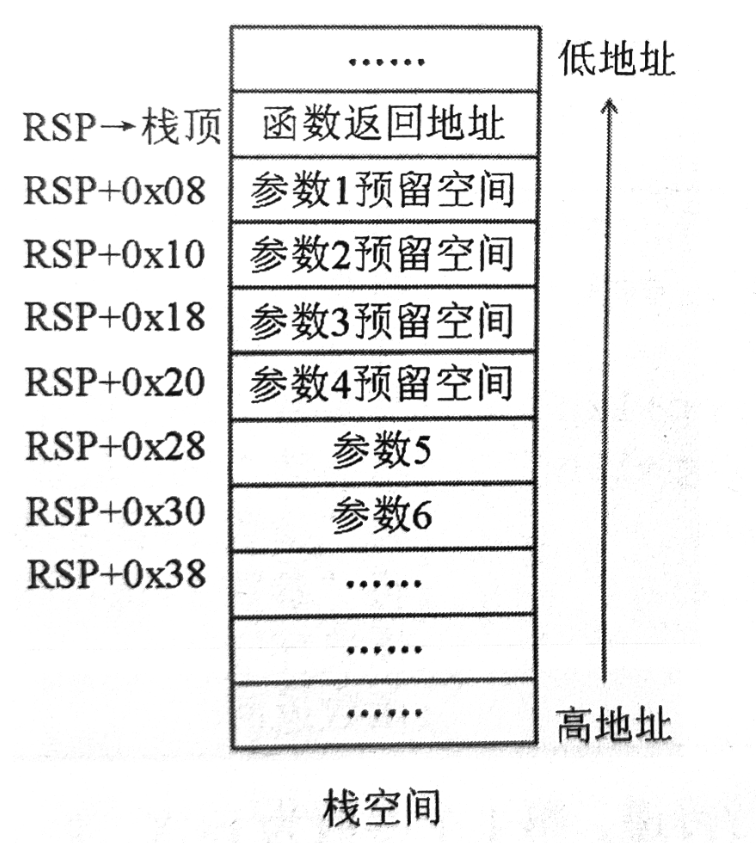 ...... 低地址
RSP→栈顶 函数返回地址
RSP+0x08 参数1预留空间
RSP+0x10 参数2预留空间
RSP+0x18 参数3预留空间
RSP+0x20 参数4预留空间
RSP+0x28 参数5
RSP+0x30 参数6
RSP+0x38 ......
......
...... 高地址
栈空间